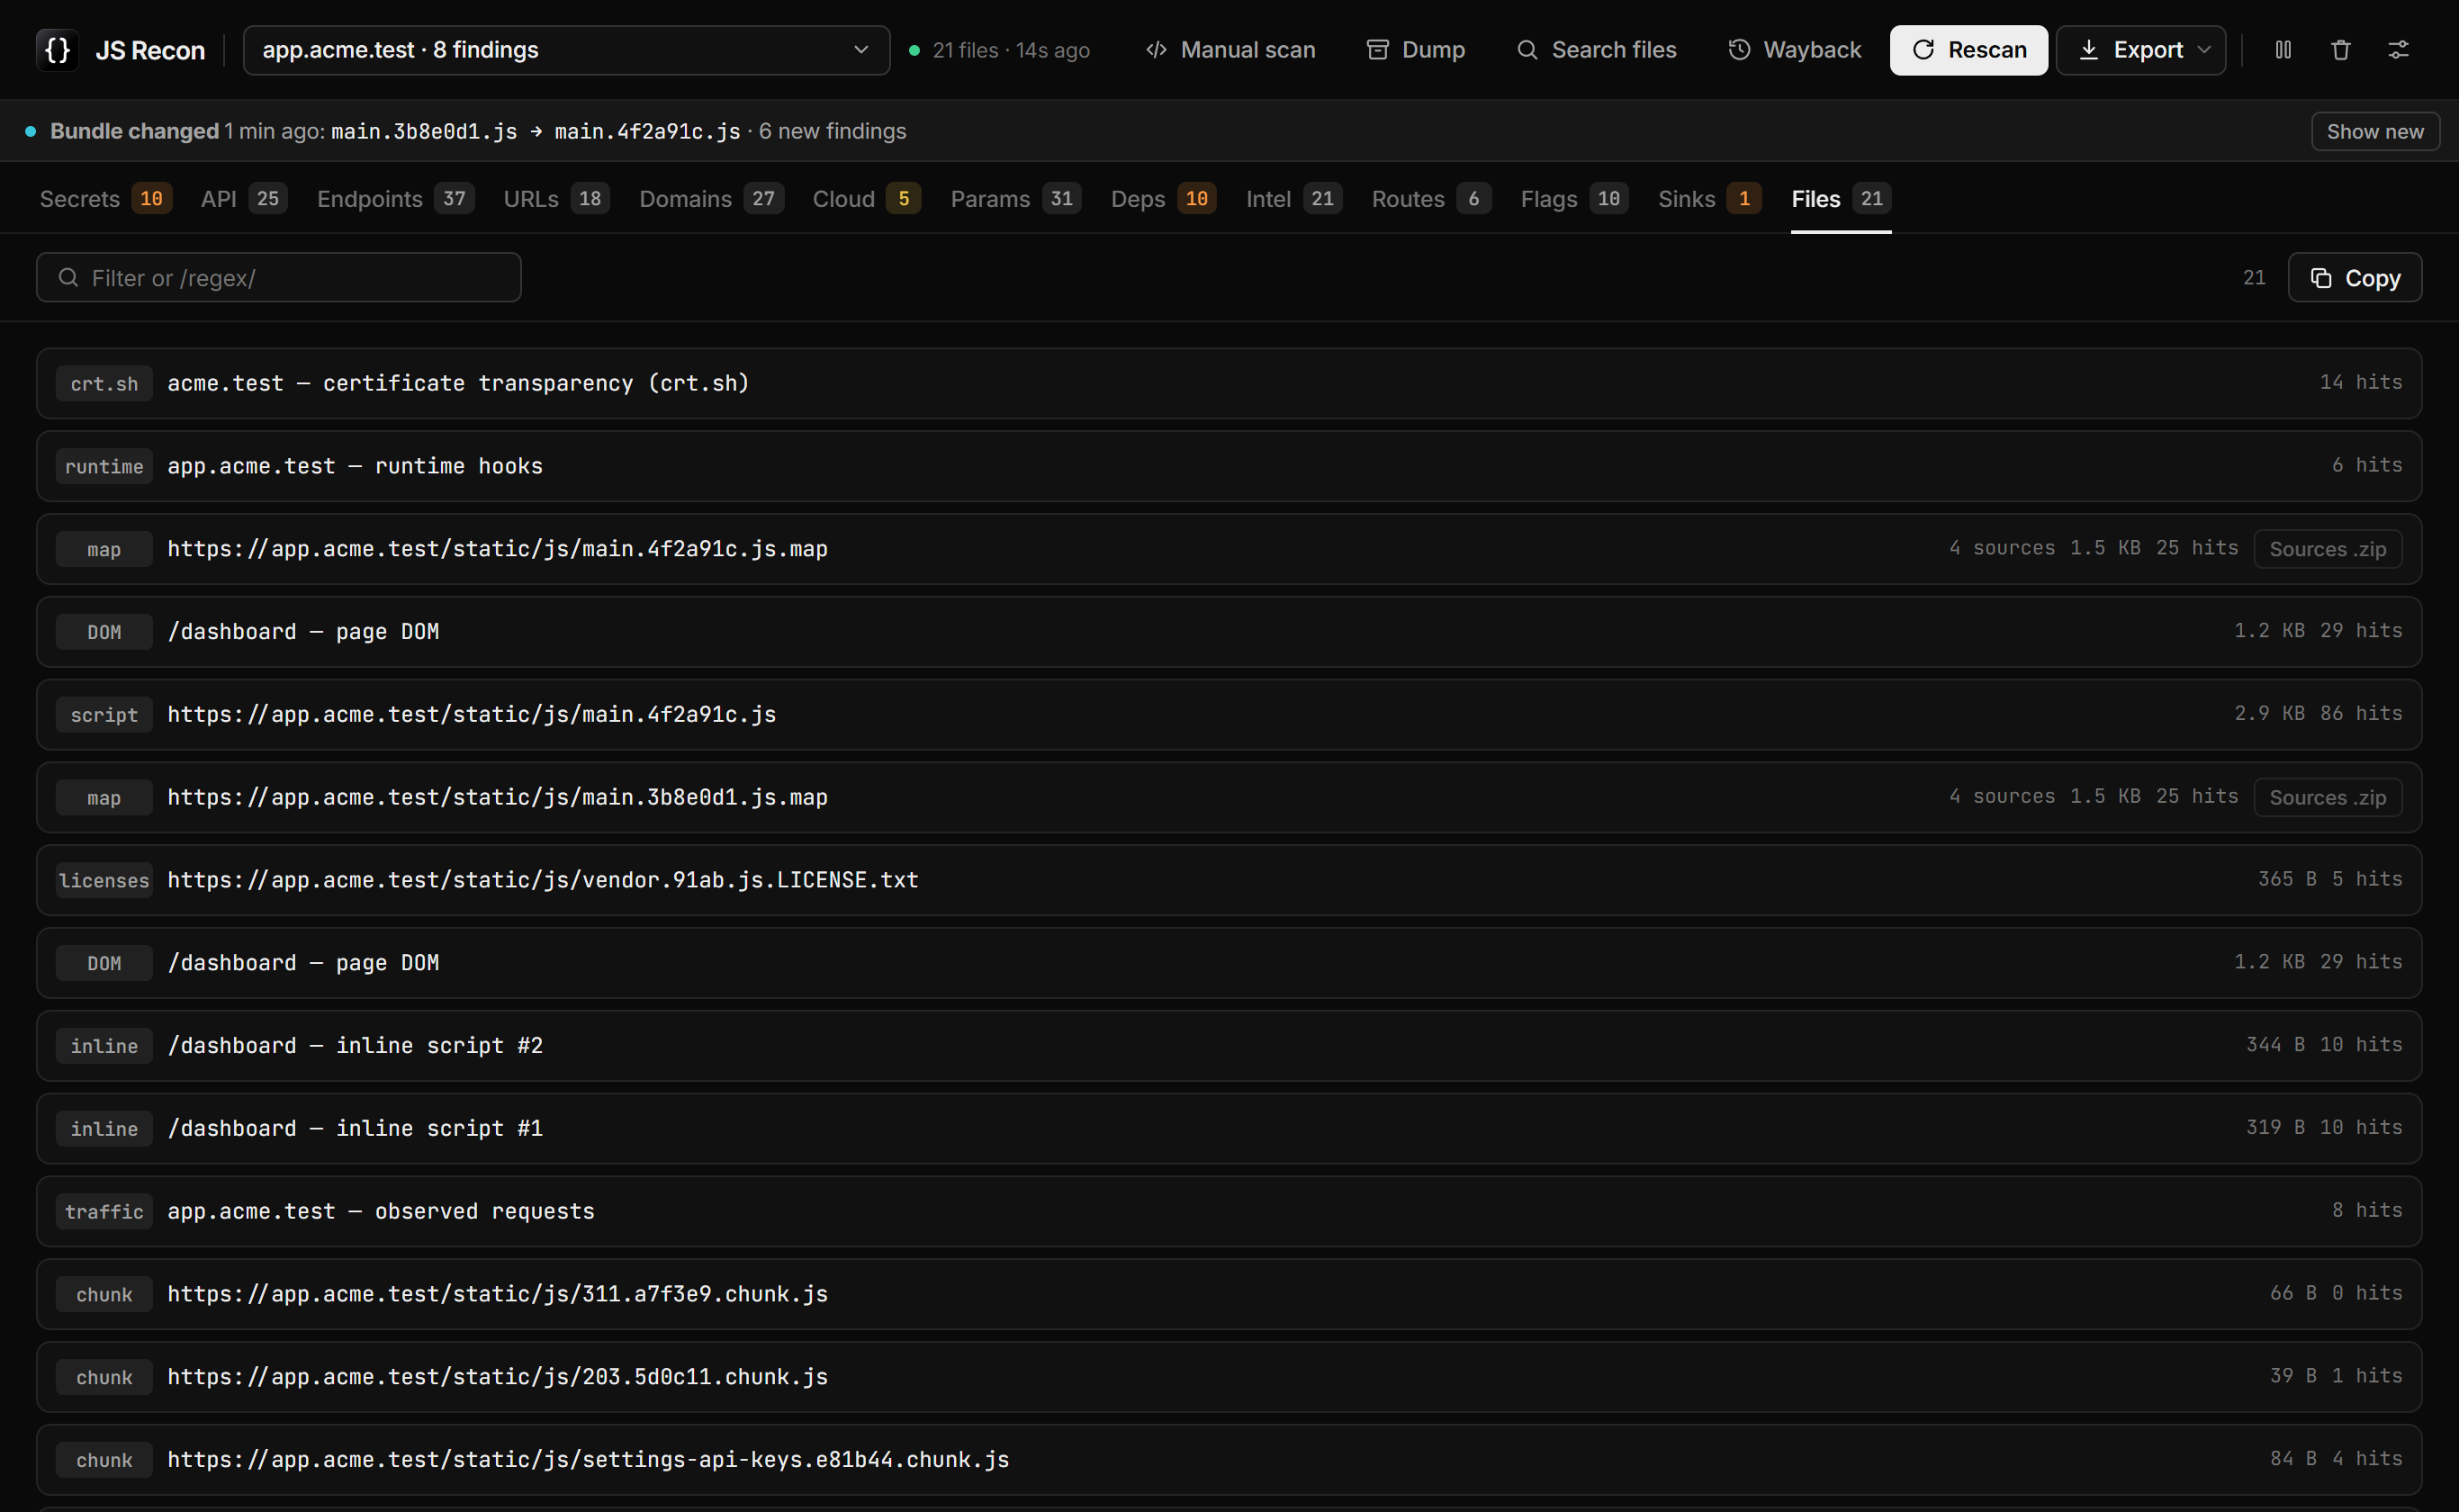 {} JS Recon app.acme.test · 8 findings 21 files · 14s ago </> Manual scan Dump Search files Wayback Rescan Export
Bundle changed 1 min ago: main.3b8e0d1.js → main.4f2a91c.js · 6 new findings Show new
Secrets 10 API 25 Endpoints 37 URLs 18 Domains 27 Cloud 5 Params 31 Deps 10 Intel 21 Routes 6 Flags 10 Sinks 1 Files 21
Filter or /regex/ 21 Copy
crt.sh acme.test — certificate transparency (crt.sh) 14 hits
runtime app.acme.test — runtime hooks 6 hits
map https://app.acme.test/static/js/main.4f2a91c.js.map 4 sources 1.5 KB 25 hits Sources .zip
DOM /dashboard — page DOM 1.2 KB 29 hits
script https://app.acme.test/static/js/main.4f2a91c.js 2.9 KB 86 hits
map https://app.acme.test/static/js/main.3b8e0d1.js.map 4 sources 1.5 KB 25 hits Sources .zip
licenses https://app.acme.test/static/js/vendor.91ab.js.LICENSE.txt 365 B 5 hits
DOM /dashboard — page DOM 1.2 KB 29 hits
inline /dashboard — inline script #2 344 B 10 hits
inline /dashboard — inline script #1 319 B 10 hits
traffic app.acme.test — observed requests 8 hits
chunk https://app.acme.test/static/js/311.a7f3e9.chunk.js 66 B 0 hits
chunk https://app.acme.test/static/js/203.5d0c11.chunk.js 39 B 1 hits
chunk https://app.acme.test/static/js/settings-api-keys.e81b44.chunk.js 84 B 4 hits